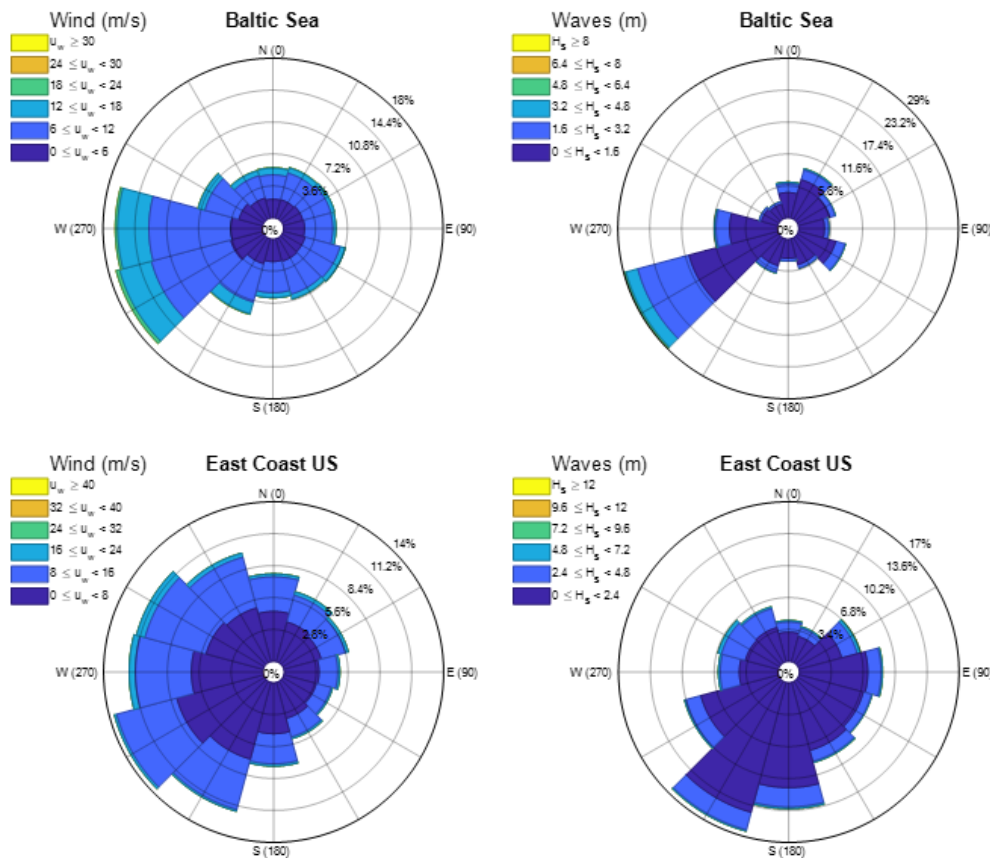 Wind (m/s)
Baltic Sea
u_w ≥ 30
24 ≤ u_w < 30
18 ≤ u_w < 24
12 ≤ u_w < 18
6 ≤ u_w < 12
0 ≤ u_w < 6
N (0)
18%
14.4%
10.8%
7.2%
3.6%
0%
W (270)
E (90)
S (180)
Waves (m)
Baltic Sea
H_s ≥ 8
6.4 ≤ H_s < 8
4.8 ≤ H_s < 6.4
3.2 ≤ H_s < 4.8
1.6 ≤ H_s < 3.2
0 ≤ H_s < 1.6
N (0)
29%
23.2%
17.4%
11.6%
5.8%
0%
W (270)
E (90)
S (180)
Wind (m/s)
East Coast US
u_w ≥ 40
32 ≤ u_w < 40
24 ≤ u_w < 32
16 ≤ u_w < 24
8 ≤ u_w < 16
0 ≤ u_w < 8
N (0)
14%
11.2%
8.4%
5.6%
2.8%
0%
W (270)
E (90)
S (180)
Waves (m)
East Coast US
H_s ≥ 12
9.6 ≤ H_s < 12
7.2 ≤ H_s < 9.6
4.8 ≤ H_s < 7.2
2.4 ≤ H_s < 4.8
0 ≤ H_s < 2.4
N (0)
17%
13.6%
10.2%
6.8%
3.4%
0%
W (270)
E (90)
S (180)